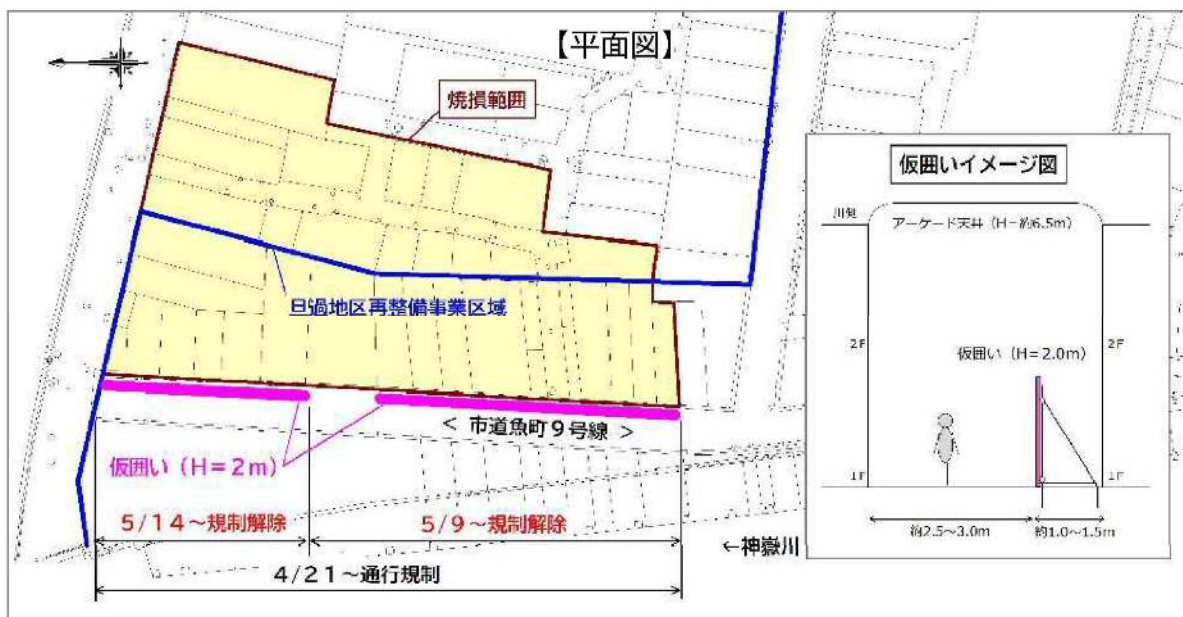 【平面図】
焼損範囲
旦過地区再整備事業区域
< 市道魚町９号線 >
仮囲い（H＝２m）
5/14～規制解除
5/9～規制解除
4/21～通行規制
←神嶽川
仮囲いイメージ図
川側
アーケード天井（H＝約6.5m）
2F
2F
仮囲い（H＝2.0m）
1F
1F
約2.5～3.0m
約1.0～1.5m